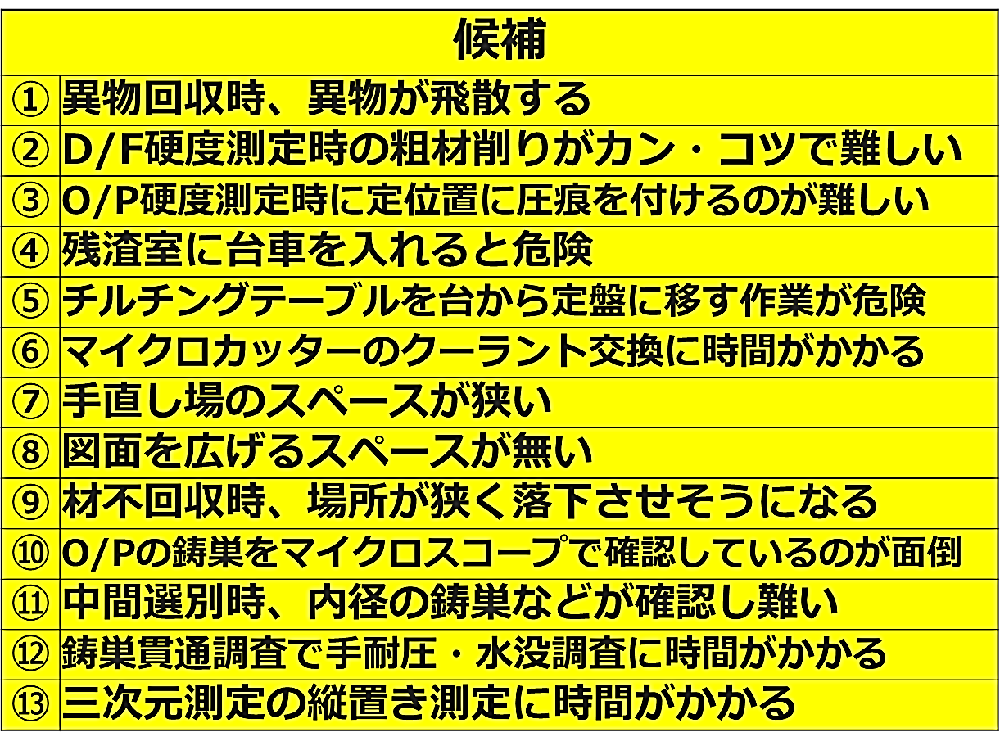 候補
① 異物回収時、異物が飛散する
② D/F硬度測定時の粗材削りがカン・コツで難しい
③ O/P硬度測定時に定位置に圧痕を付けるのが難しい
④ 残渣室に台車を入れると危険
⑤ チルチングテーブルを台から定盤に移す作業が危険
⑥ マイクロカッターのクーラント交換に時間がかかる
⑦ 手直し場のスペースが狭い
⑧ 図面を広げるスペースが無い
⑨ 材不回収時、場所が狭く落下させそうになる
⑩ O/Pの鋳巣をマイクロスコープで確認しているのが面倒
⑪ 中間選別時、内径の鋳巣などが確認し難い
⑫ 鋳巣貫通調査で手耐圧・水没調査に時間がかかる
⑬ 三次元測定の縦置き測定に時間がかかる